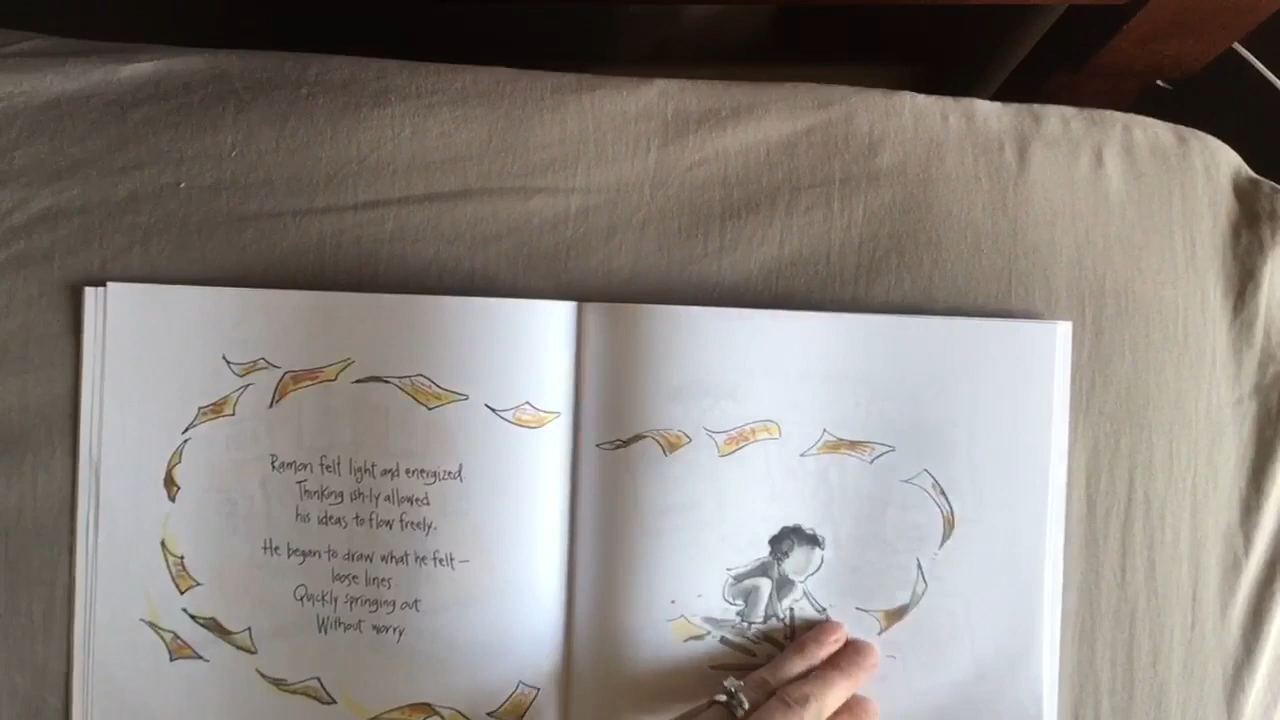 Ramon felt light and energized.
Thinking ish-ly allowed
his ideas to flow freely.
He began to draw what he felt—
loose lines.
Quickly springing out.
Without worry.